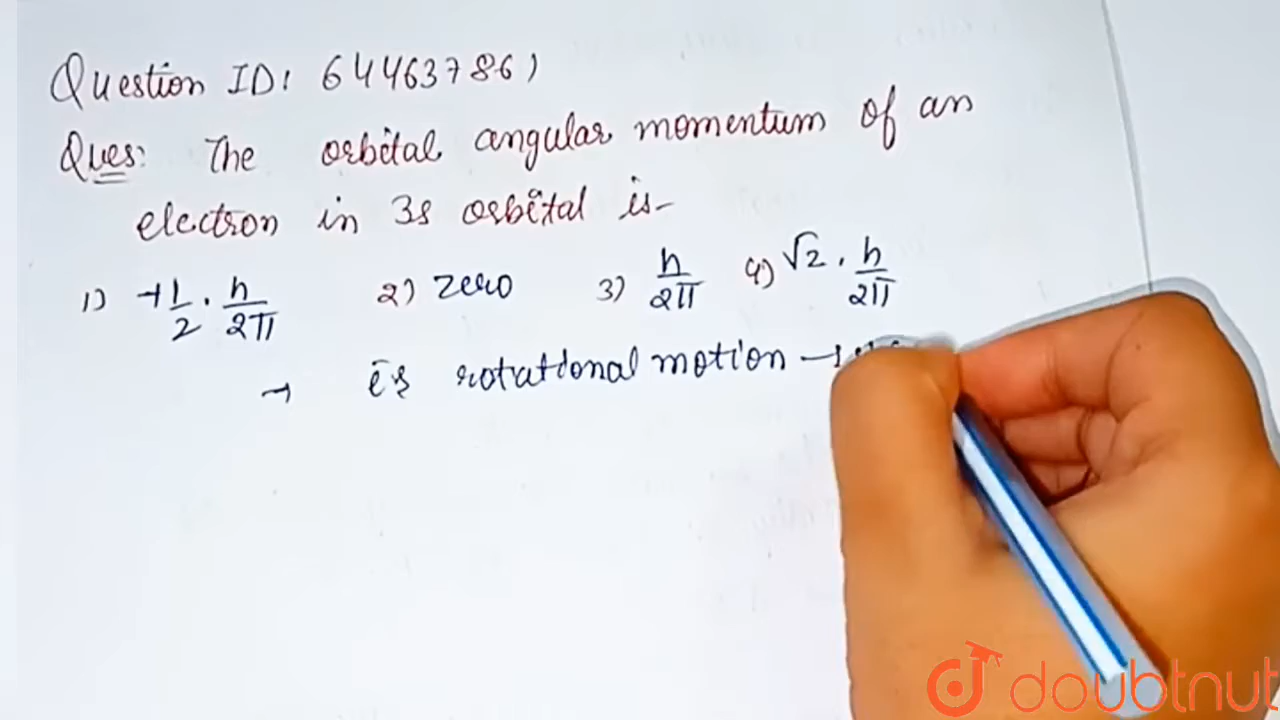 Question ID: 644637861
Ques: The orbital angular momentum of an
electron in 3s orbital is-
1) +1/2 . h/2π 2) zero 3) h/2π 4) √2 . h/2π
→ is rotational motion →
doubtnut